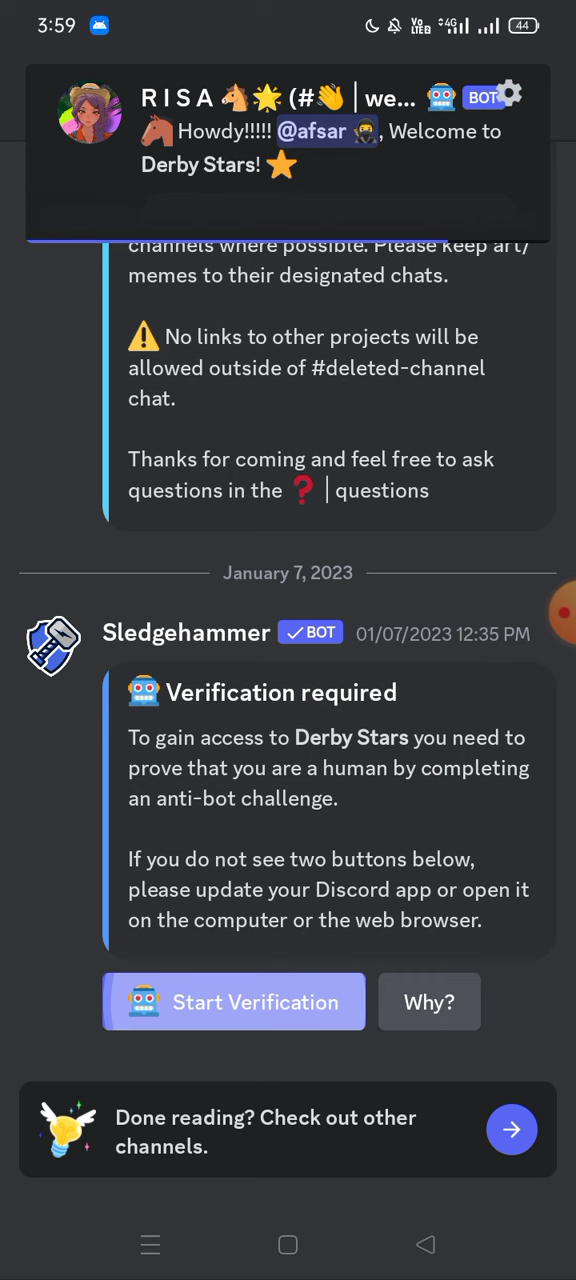 3:59 Vo LTE2 4G 44
R I S A 🐴🌟 (#👋 | we... 🤖 BOT
🐴 Howdy!!!!! @afsar 🥷, Welcome to
Derby Stars! ⭐
channels where possible. Please keep art/
memes to their designated chats.
⚠️ No links to other projects will be
allowed outside of #deleted-channel
chat.
Thanks for coming and feel free to ask
questions in the ❓ | questions
January 7, 2023
Sledgehammer ✓ BOT 01/07/2023 12:35 PM
🤖 Verification required
To gain access to Derby Stars you need to
prove that you are a human by completing
an anti-bot challenge.
If you do not see two buttons below,
please update your Discord app or open it
on the computer or the web browser.
🤖 Start Verification Why?
Done reading? Check out other
channels.